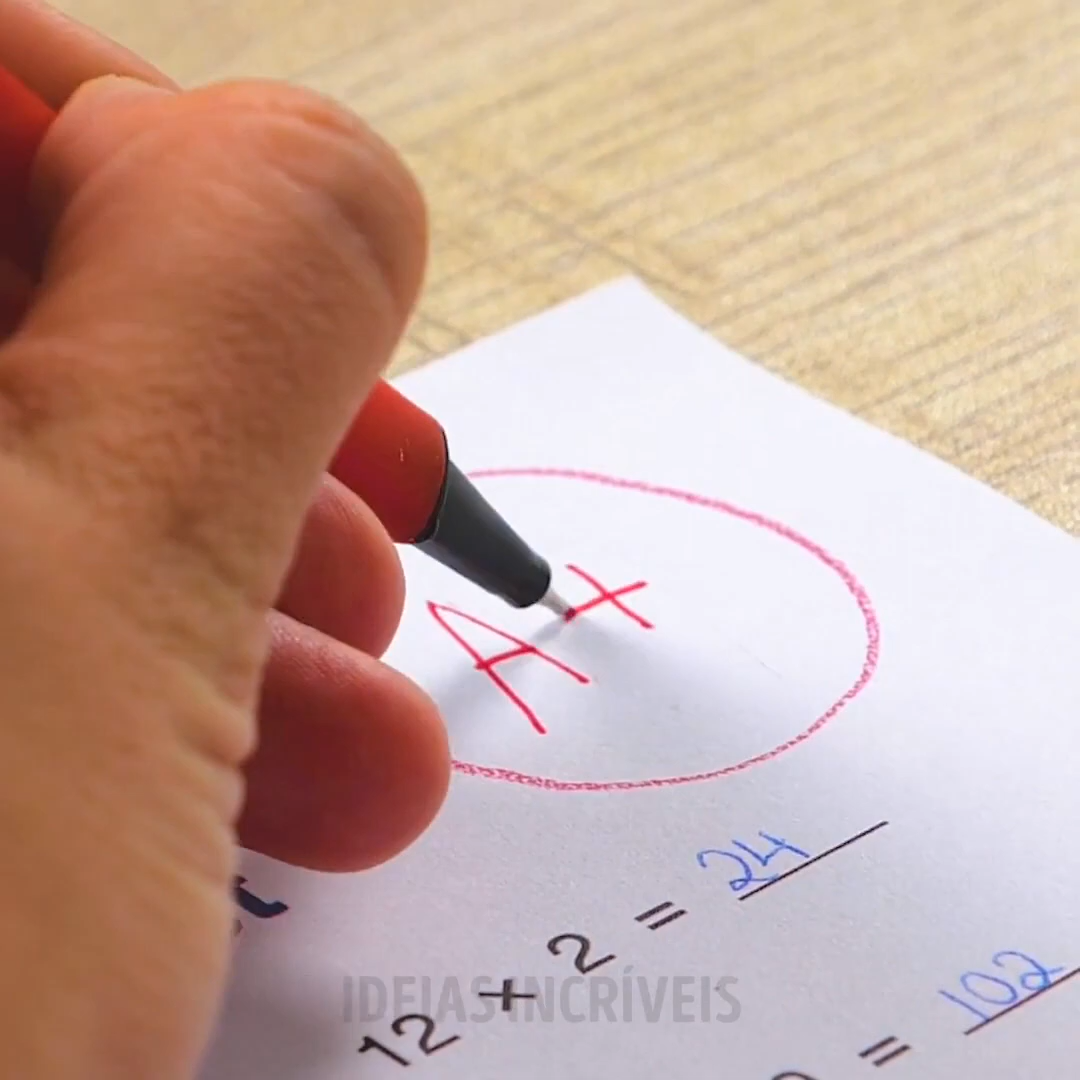 A+
12 + 2 = 24
= 102
IDEIAS INCRÍVEIS